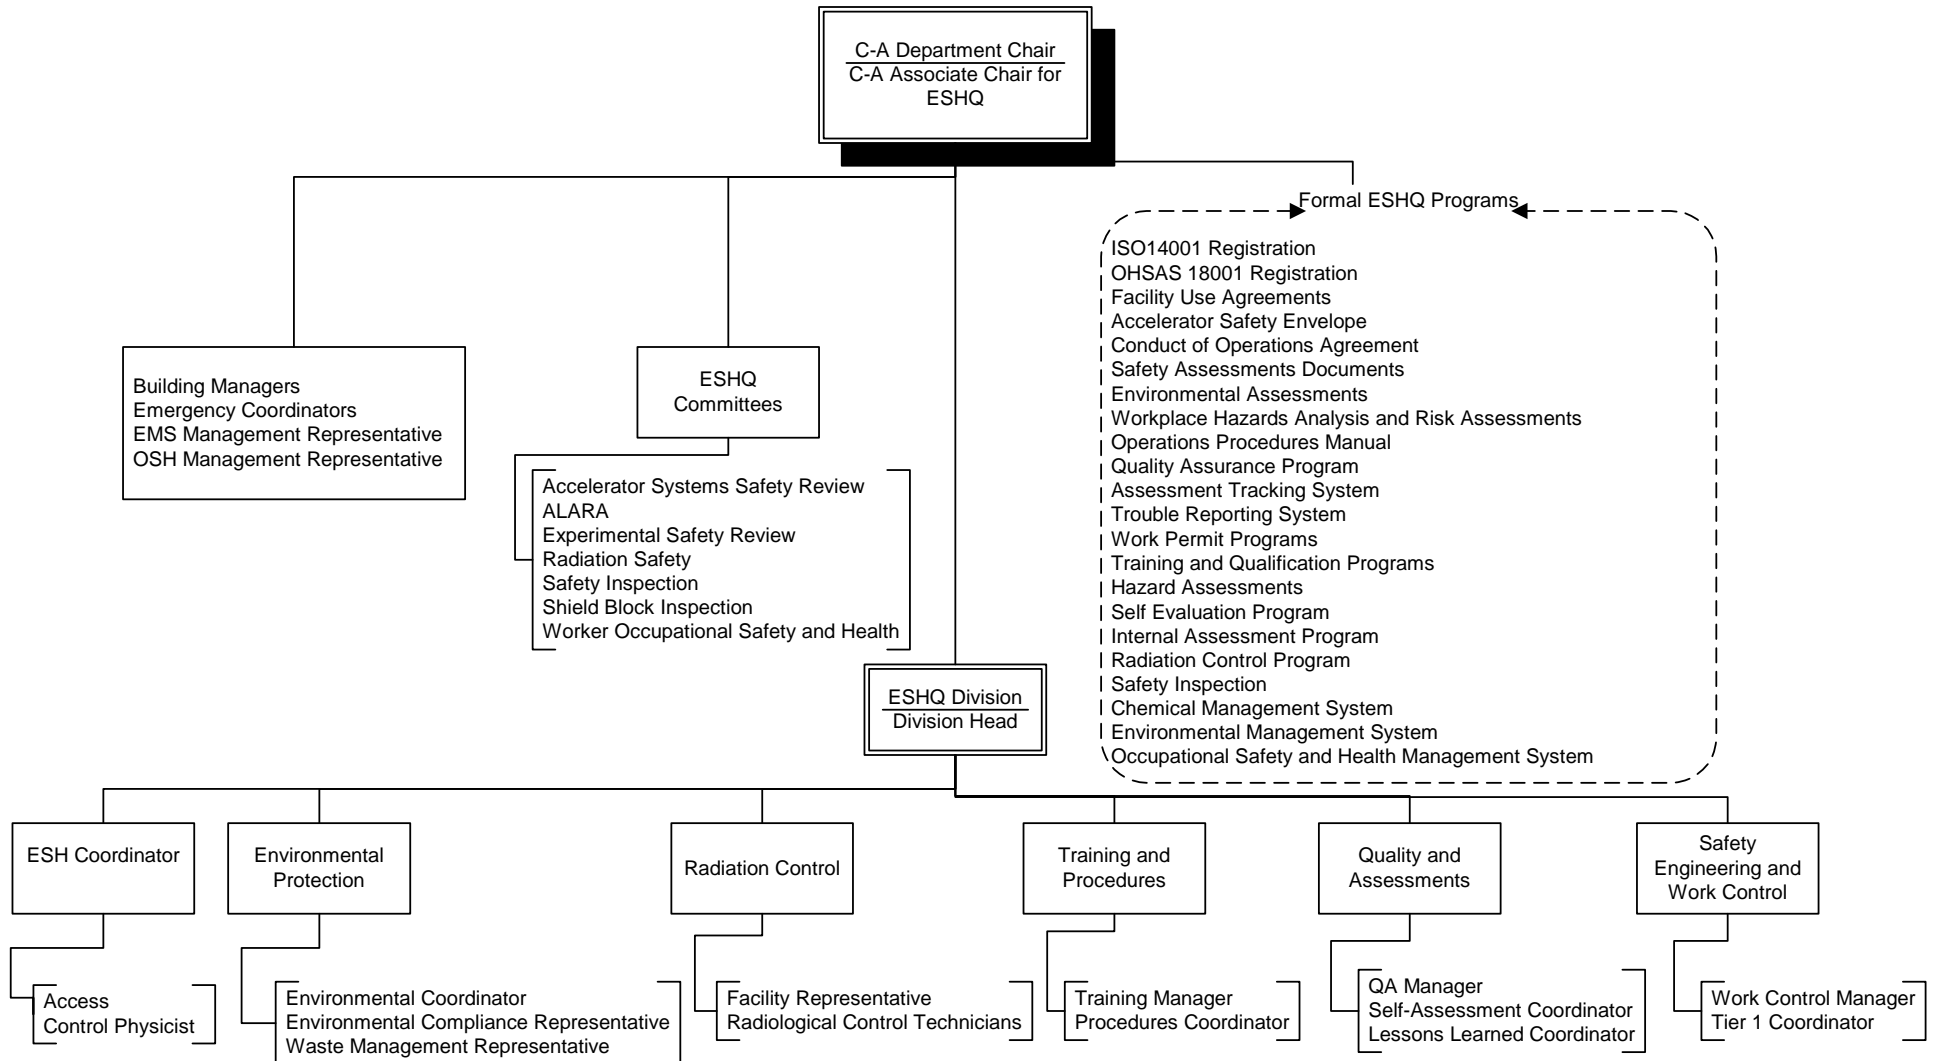 C-A Department Chair
C-A Associate Chair for
ESHQ
Formal ESHQ Programs
ISO14001 Registration
OHSAS 18001 Registration
Facility Use Agreements
Accelerator Safety Envelope
Conduct of Operations Agreement
Safety Assessments Documents
Environmental Assessments
Workplace Hazards Analysis and Risk Assessments
Operations Procedures Manual
Quality Assurance Program
Assessment Tracking System
Trouble Reporting System
Work Permit Programs
Training and Qualification Programs
Hazard Assessments
Self Evaluation Program
Internal Assessment Program
Radiation Control Program
Safety Inspection
Chemical Management System
Environmental Management System
Occupational Safety and Health Management System
Building Managers
Emergency Coordinators
EMS Management Representative
OSH Management Representative
ESHQ
Committees
Accelerator Systems Safety Review
ALARA
Experimental Safety Review
Radiation Safety
Safety Inspection
Shield Block Inspection
Worker Occupational Safety and Health
ESHQ Division
Division Head
ESH Coordinator
Access
Control Physicist
Environmental
Protection
Environmental Coordinator
Environmental Compliance Representative
Waste Management Representative
Radiation Control
Facility Representative
Radiological Control Technicians
Training and
Procedures
Training Manager
Procedures Coordinator
Quality and
Assessments
QA Manager
Self-Assessment Coordinator
Lessons Learned Coordinator
Safety
Engineering and
Work Control
Work Control Manager
Tier 1 Coordinator